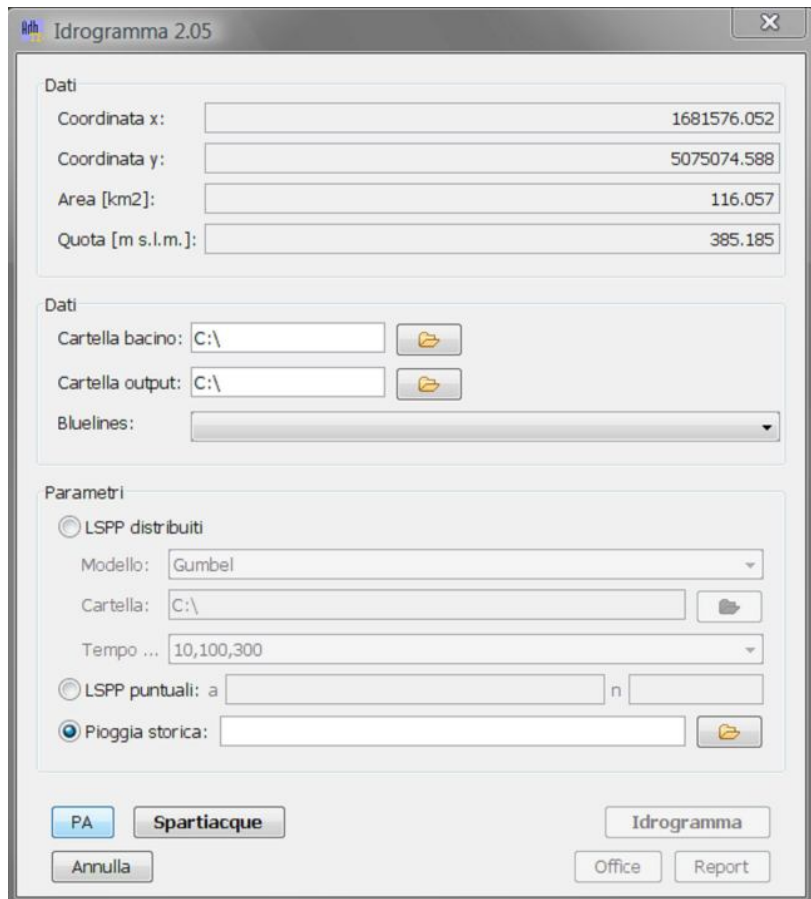 Adh
Idrogramma 2.05
Dati
Coordinata x: 1681576.052
Coordinata y: 5075074.588
Area [km2]: 116.057
Quota [m s.l.m.]: 385.185
Dati
Cartella bacino: C:\
Cartella output: C:\
Bluelines:
Parametri
LSPP distribuiti
Modello: Gumbel
Cartella: C:\
Tempo ... 10,100,300
LSPP puntuali: a n
Pioggia storica:
PA Spartiacque Idrogramma
Annulla Office Report